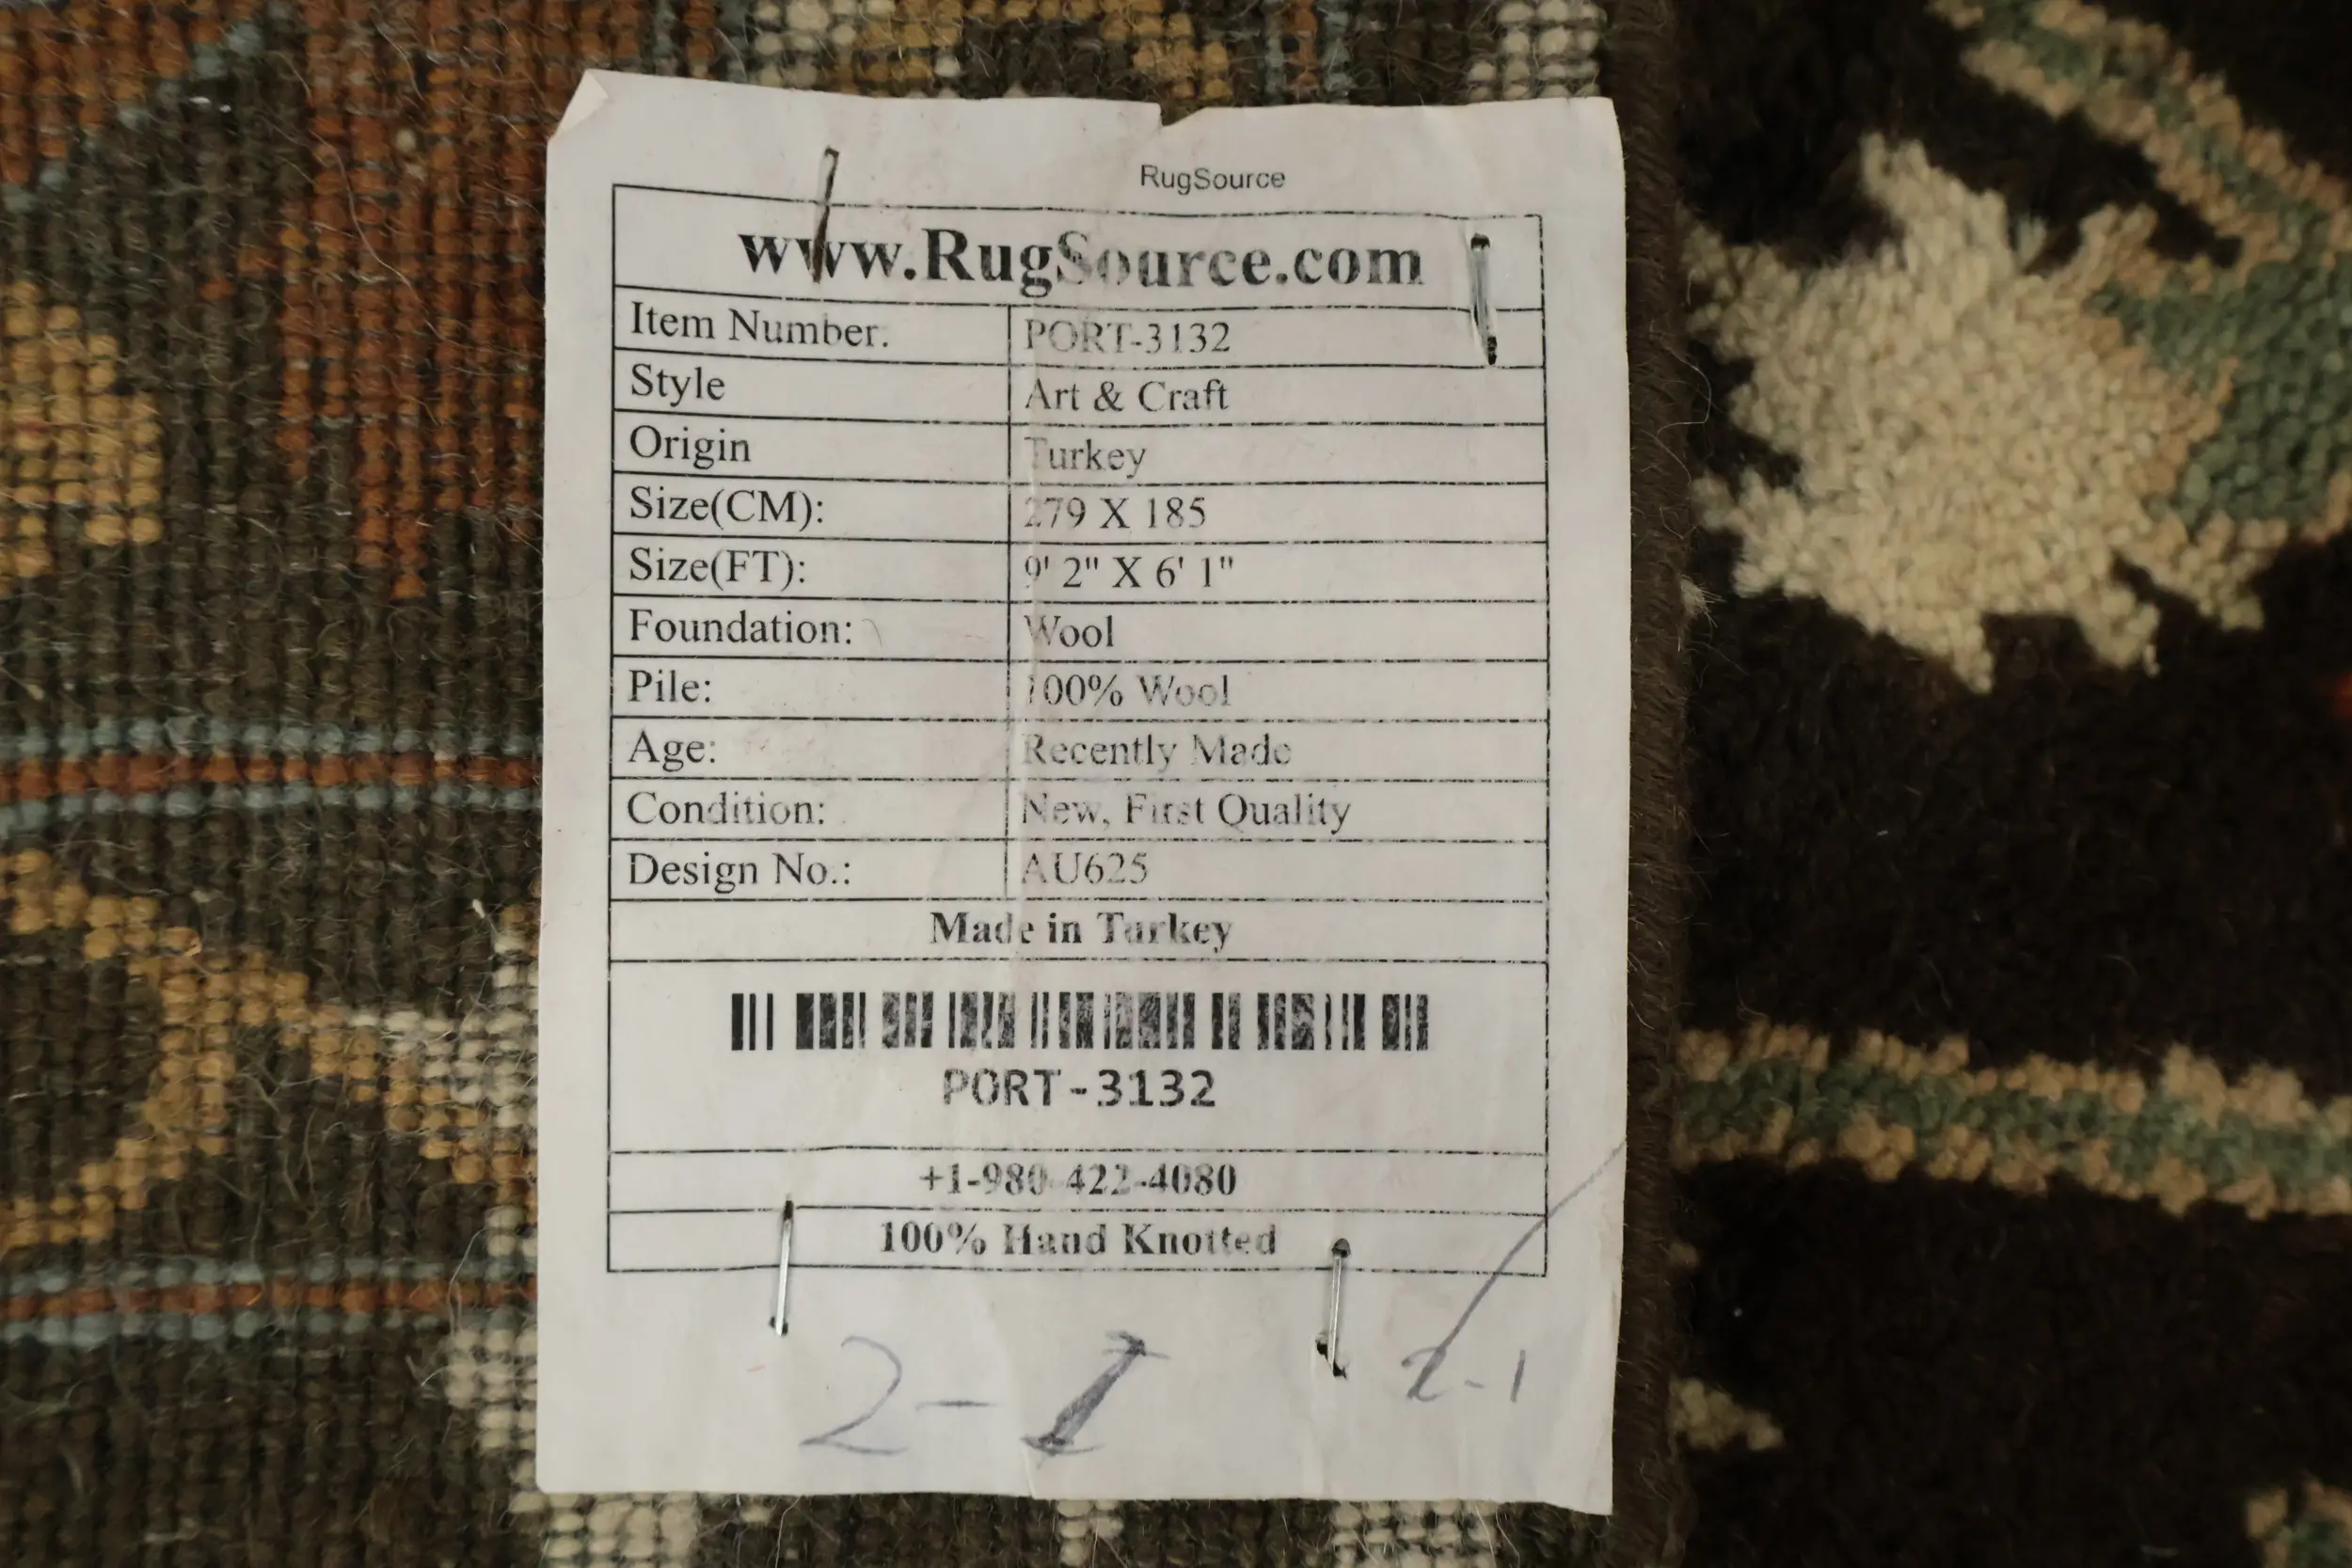 RugSource
www.RugSource.com
Item Number. PORT-3132
Style Art & Craft
Origin Turkey
Size(CM): 279 X 185
Size(FT): 9' 2" X 6' 1"
Foundation: Wool
Pile: 100% Wool
Age: Recently Made
Condition: New, First Quality
Design No.: AU625
Made in Turkey
PORT-3132
+1-980-422-4080
100% Hand Knotted
2-1
2-1